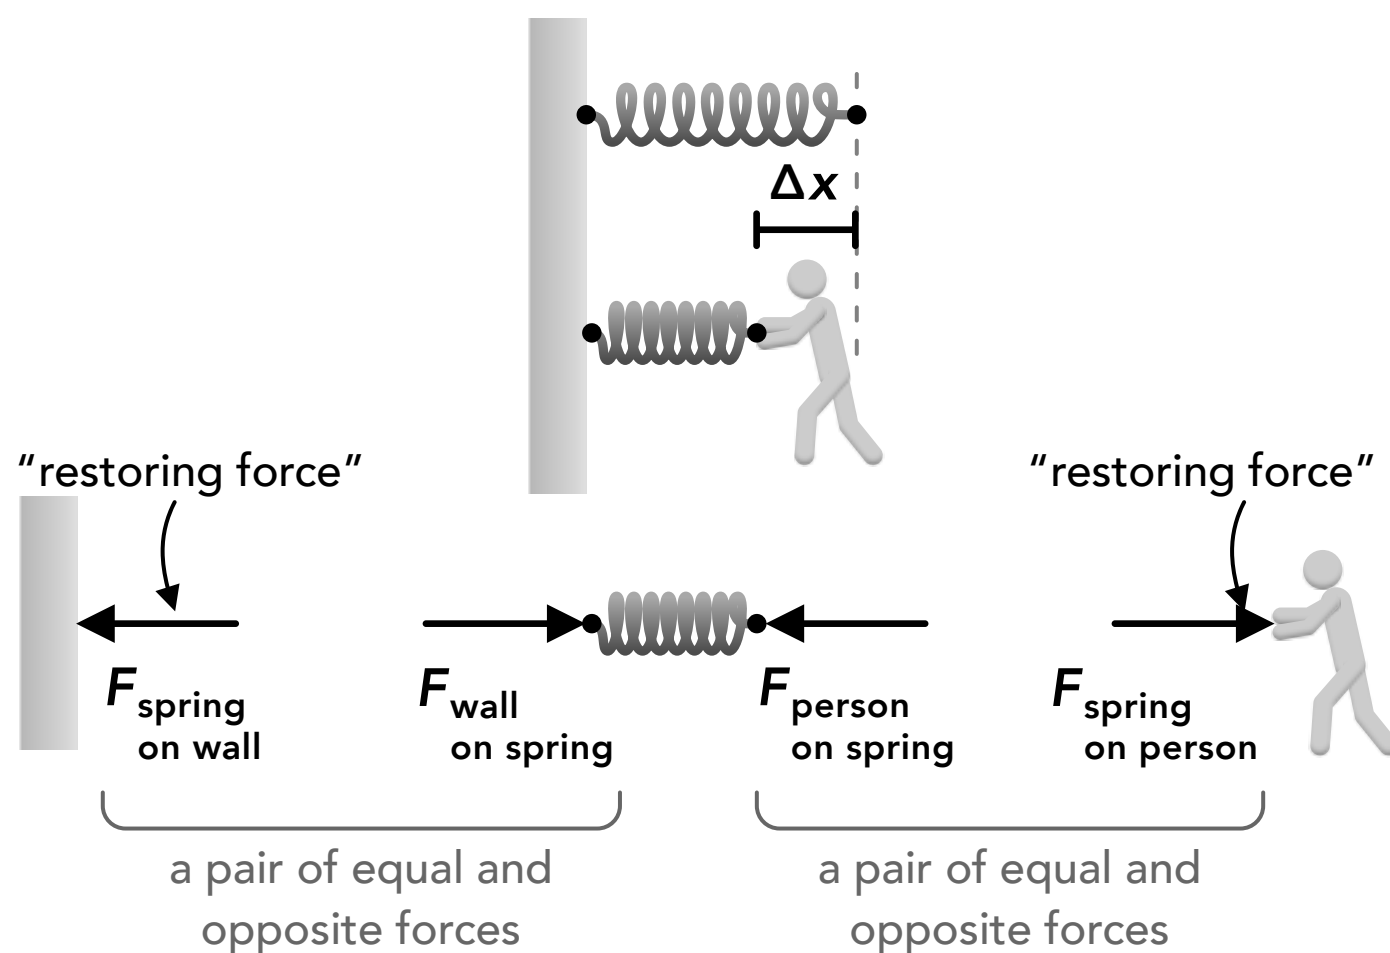 Δx
“restoring force”
“restoring force”
F spring
on wall
F wall
on spring
F person
on spring
F spring
on person
a pair of equal and
opposite forces
a pair of equal and
opposite forces